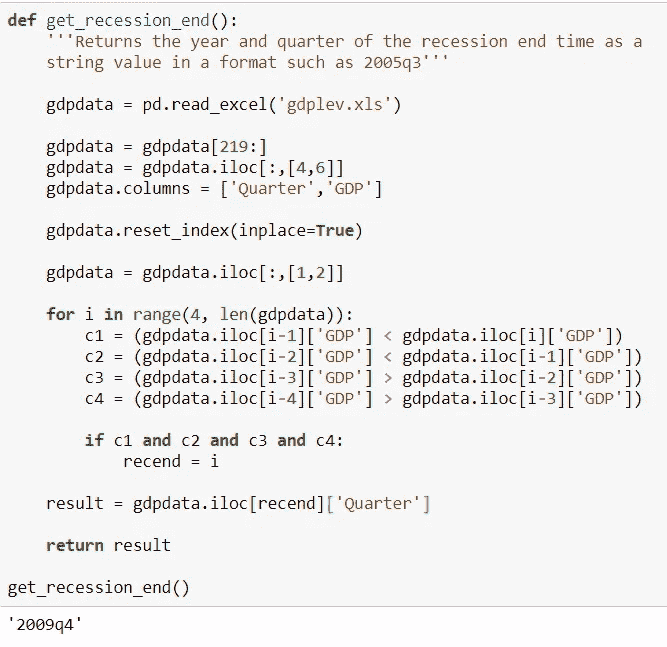 def get_recession_end():
    '''Returns the year and quarter of the recession end time as a
    string value in a format such as 2005q3'''
    gdpdata = pd.read_excel('gdplev.xls')
    gdpdata = gdpdata[219:]
    gdpdata = gdpdata.iloc[:,[4,6]]
    gdpdata.columns = ['Quarter','GDP']
    gdpdata.reset_index(inplace=True)
    gdpdata = gdpdata.iloc[:,[1,2]]
    for i in range(4, len(gdpdata)):
        c1 = (gdpdata.iloc[i-1]['GDP'] < gdpdata.iloc[i]['GDP'])
        c2 = (gdpdata.iloc[i-2]['GDP'] < gdpdata.iloc[i-1]['GDP'])
        c3 = (gdpdata.iloc[i-3]['GDP'] > gdpdata.iloc[i-2]['GDP'])
        c4 = (gdpdata.iloc[i-4]['GDP'] > gdpdata.iloc[i-3]['GDP'])
        if c1 and c2 and c3 and c4:
            recend = i
    result = gdpdata.iloc[recend]['Quarter']
    return result
get_recession_end()
'2009q4'